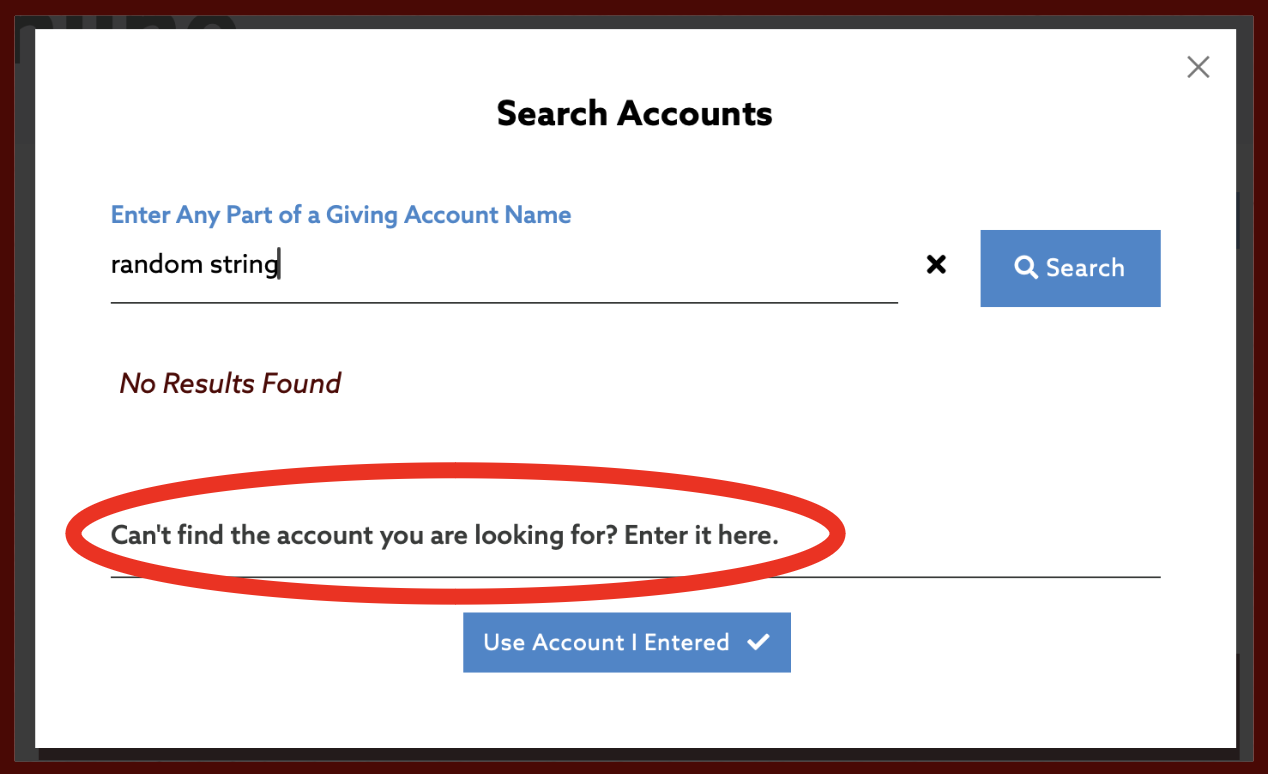 Search Accounts
Enter Any Part of a Giving Account Name
random string
Search
No Results Found
Can't find the account you are looking for? Enter it here.
Use Account I Entered